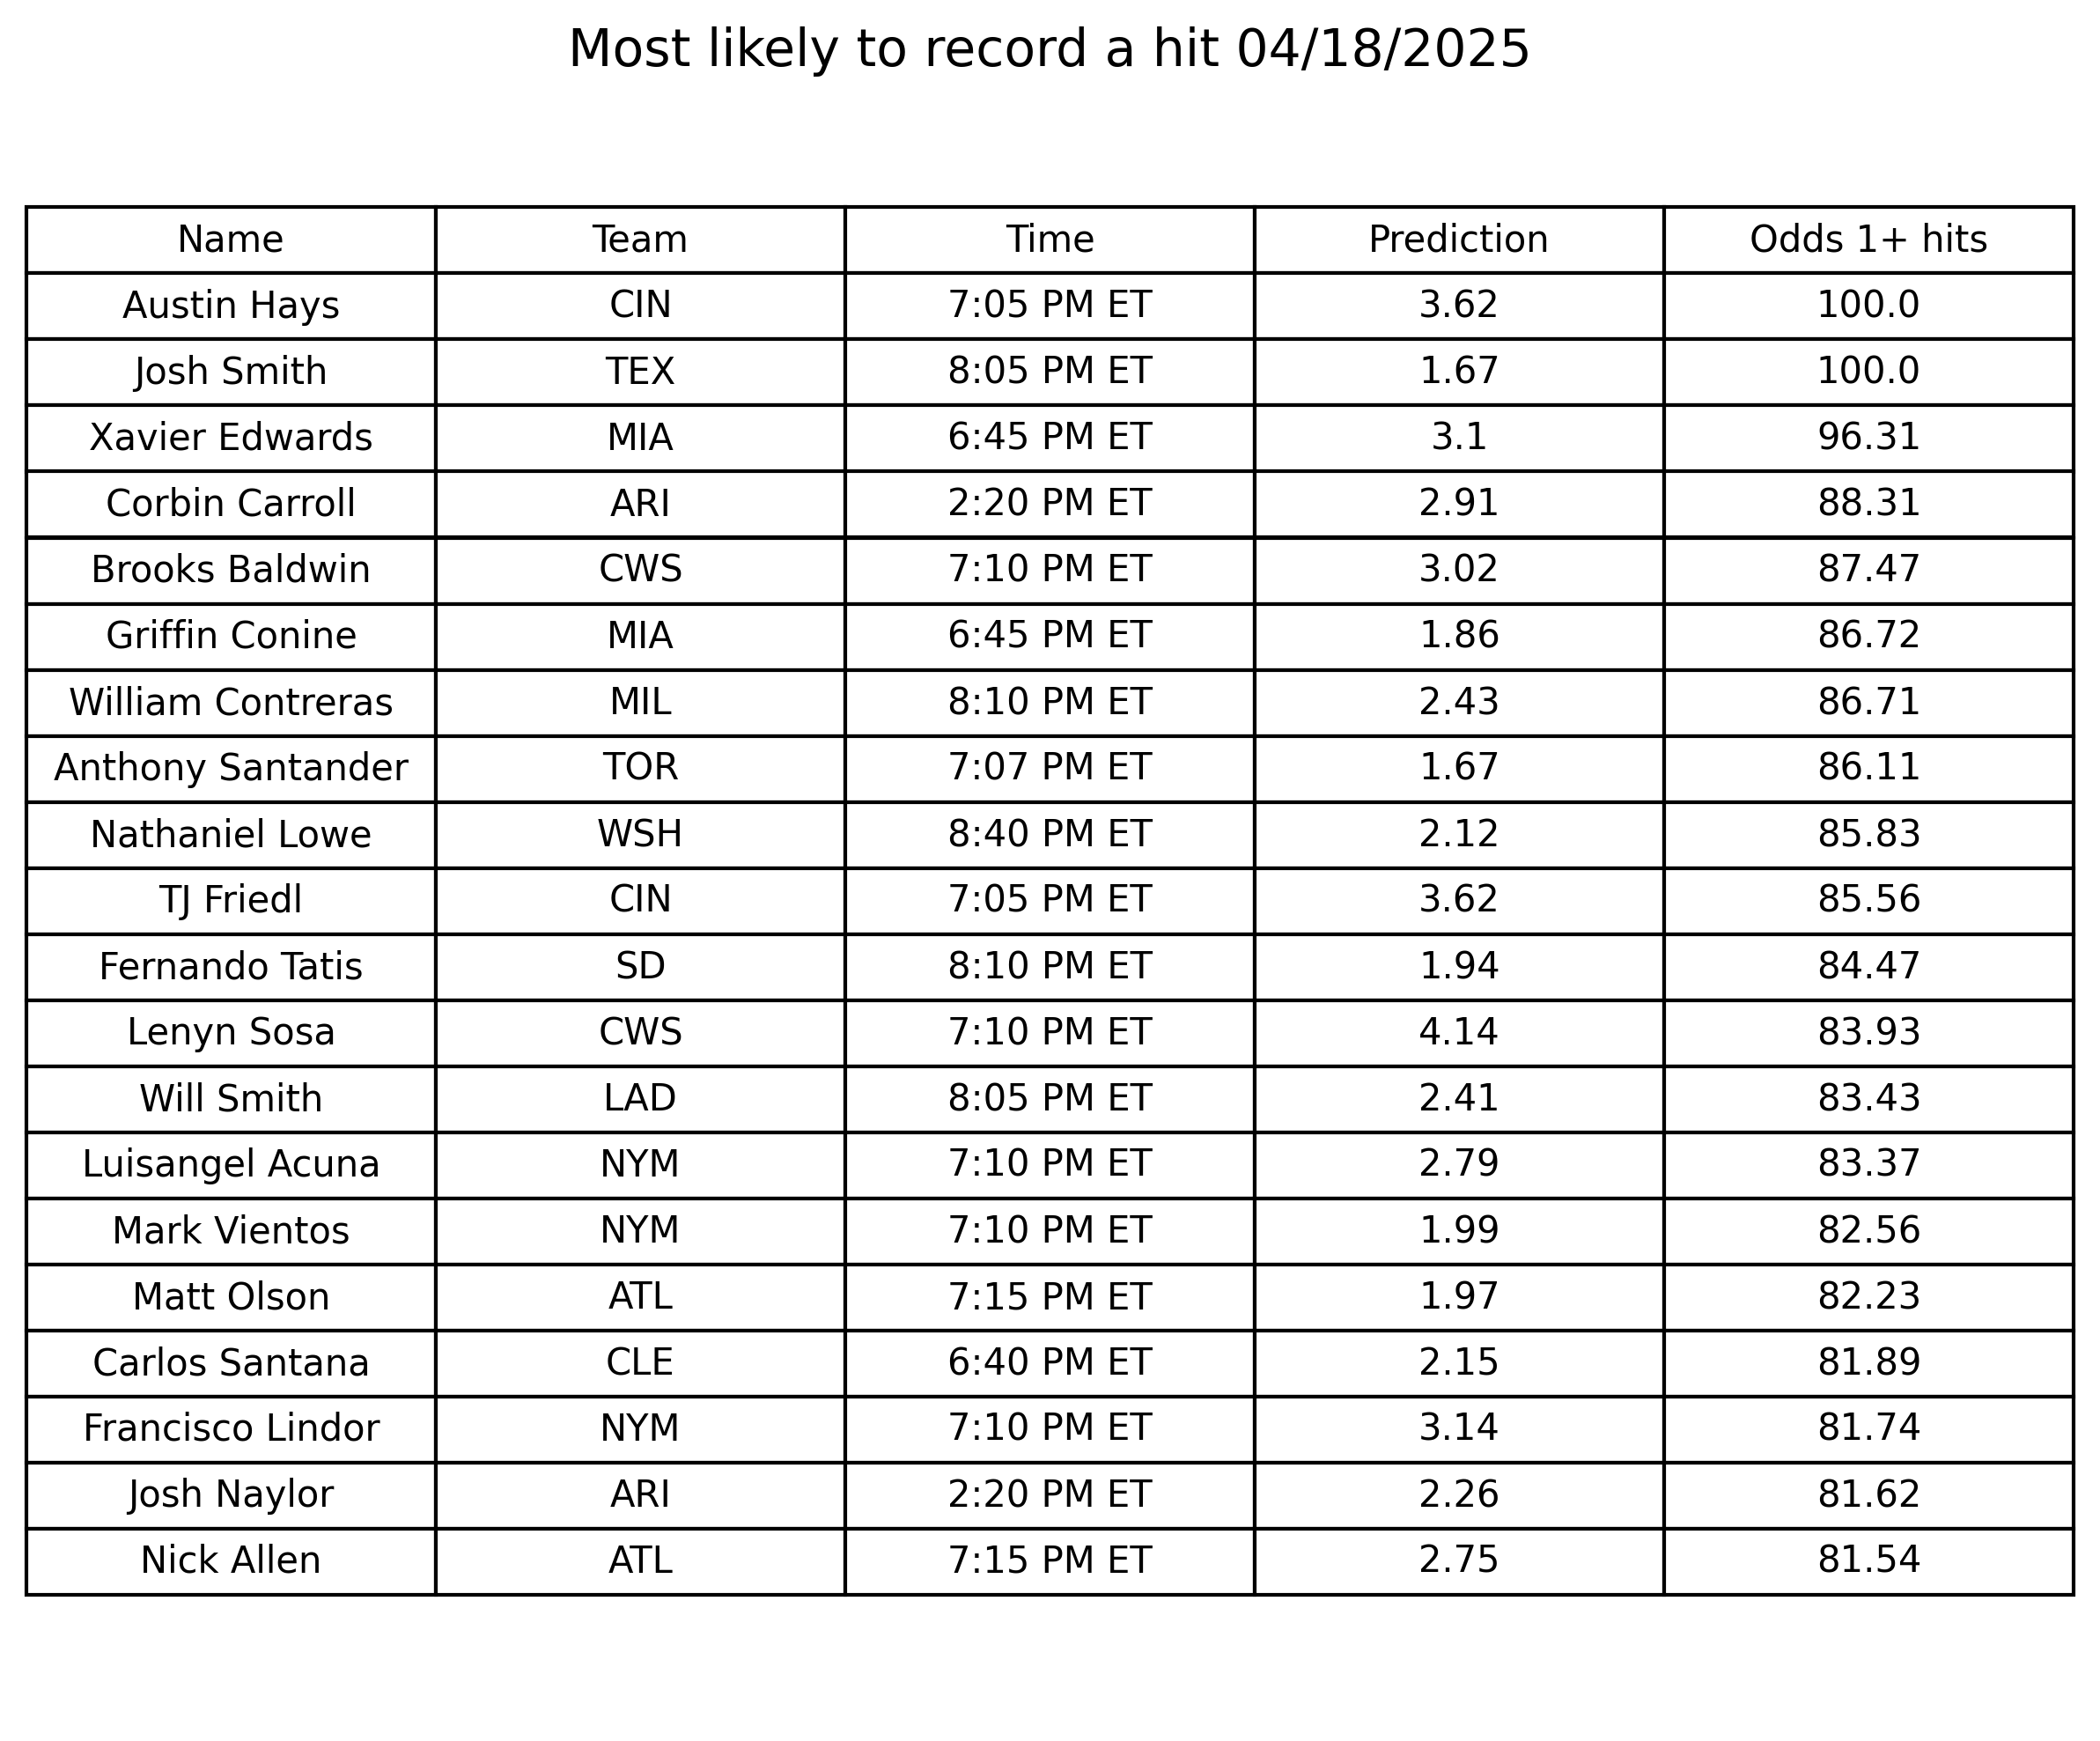 Most likely to record a hit 04/18/2025
Name Team Time Prediction Odds 1+ hits
Austin Hays CIN 7:05 PM ET 3.62 100.0
Josh Smith TEX 8:05 PM ET 1.67 100.0
Xavier Edwards MIA 6:45 PM ET 3.1 96.31
Corbin Carroll ARI 2:20 PM ET 2.91 88.31
Brooks Baldwin CWS 7:10 PM ET 3.02 87.47
Griffin Conine MIA 6:45 PM ET 1.86 86.72
William Contreras MIL 8:10 PM ET 2.43 86.71
Anthony Santander TOR 7:07 PM ET 1.67 86.11
Nathaniel Lowe WSH 8:40 PM ET 2.12 85.83
TJ Friedl CIN 7:05 PM ET 3.62 85.56
Fernando Tatis SD 8:10 PM ET 1.94 84.47
Lenyn Sosa CWS 7:10 PM ET 4.14 83.93
Will Smith LAD 8:05 PM ET 2.41 83.43
Luisangel Acuna NYM 7:10 PM ET 2.79 83.37
Mark Vientos NYM 7:10 PM ET 1.99 82.56
Matt Olson ATL 7:15 PM ET 1.97 82.23
Carlos Santana CLE 6:40 PM ET 2.15 81.89
Francisco Lindor NYM 7:10 PM ET 3.14 81.74
Josh Naylor ARI 2:20 PM ET 2.26 81.62
Nick Allen ATL 7:15 PM ET 2.75 81.54